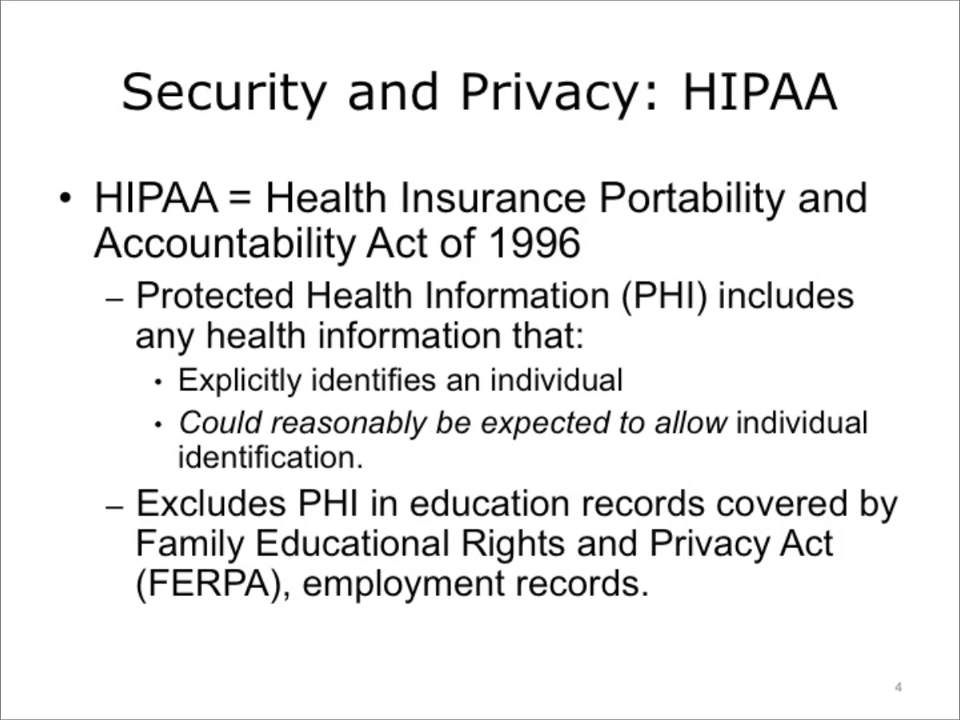 Security and Privacy: HIPAA
• HIPAA = Health Insurance Portability and
Accountability Act of 1996
– Protected Health Information (PHI) includes
any health information that:
• Explicitly identifies an individual
• Could reasonably be expected to allow individual
identification.
– Excludes PHI in education records covered by
Family Educational Rights and Privacy Act
(FERPA), employment records.
4